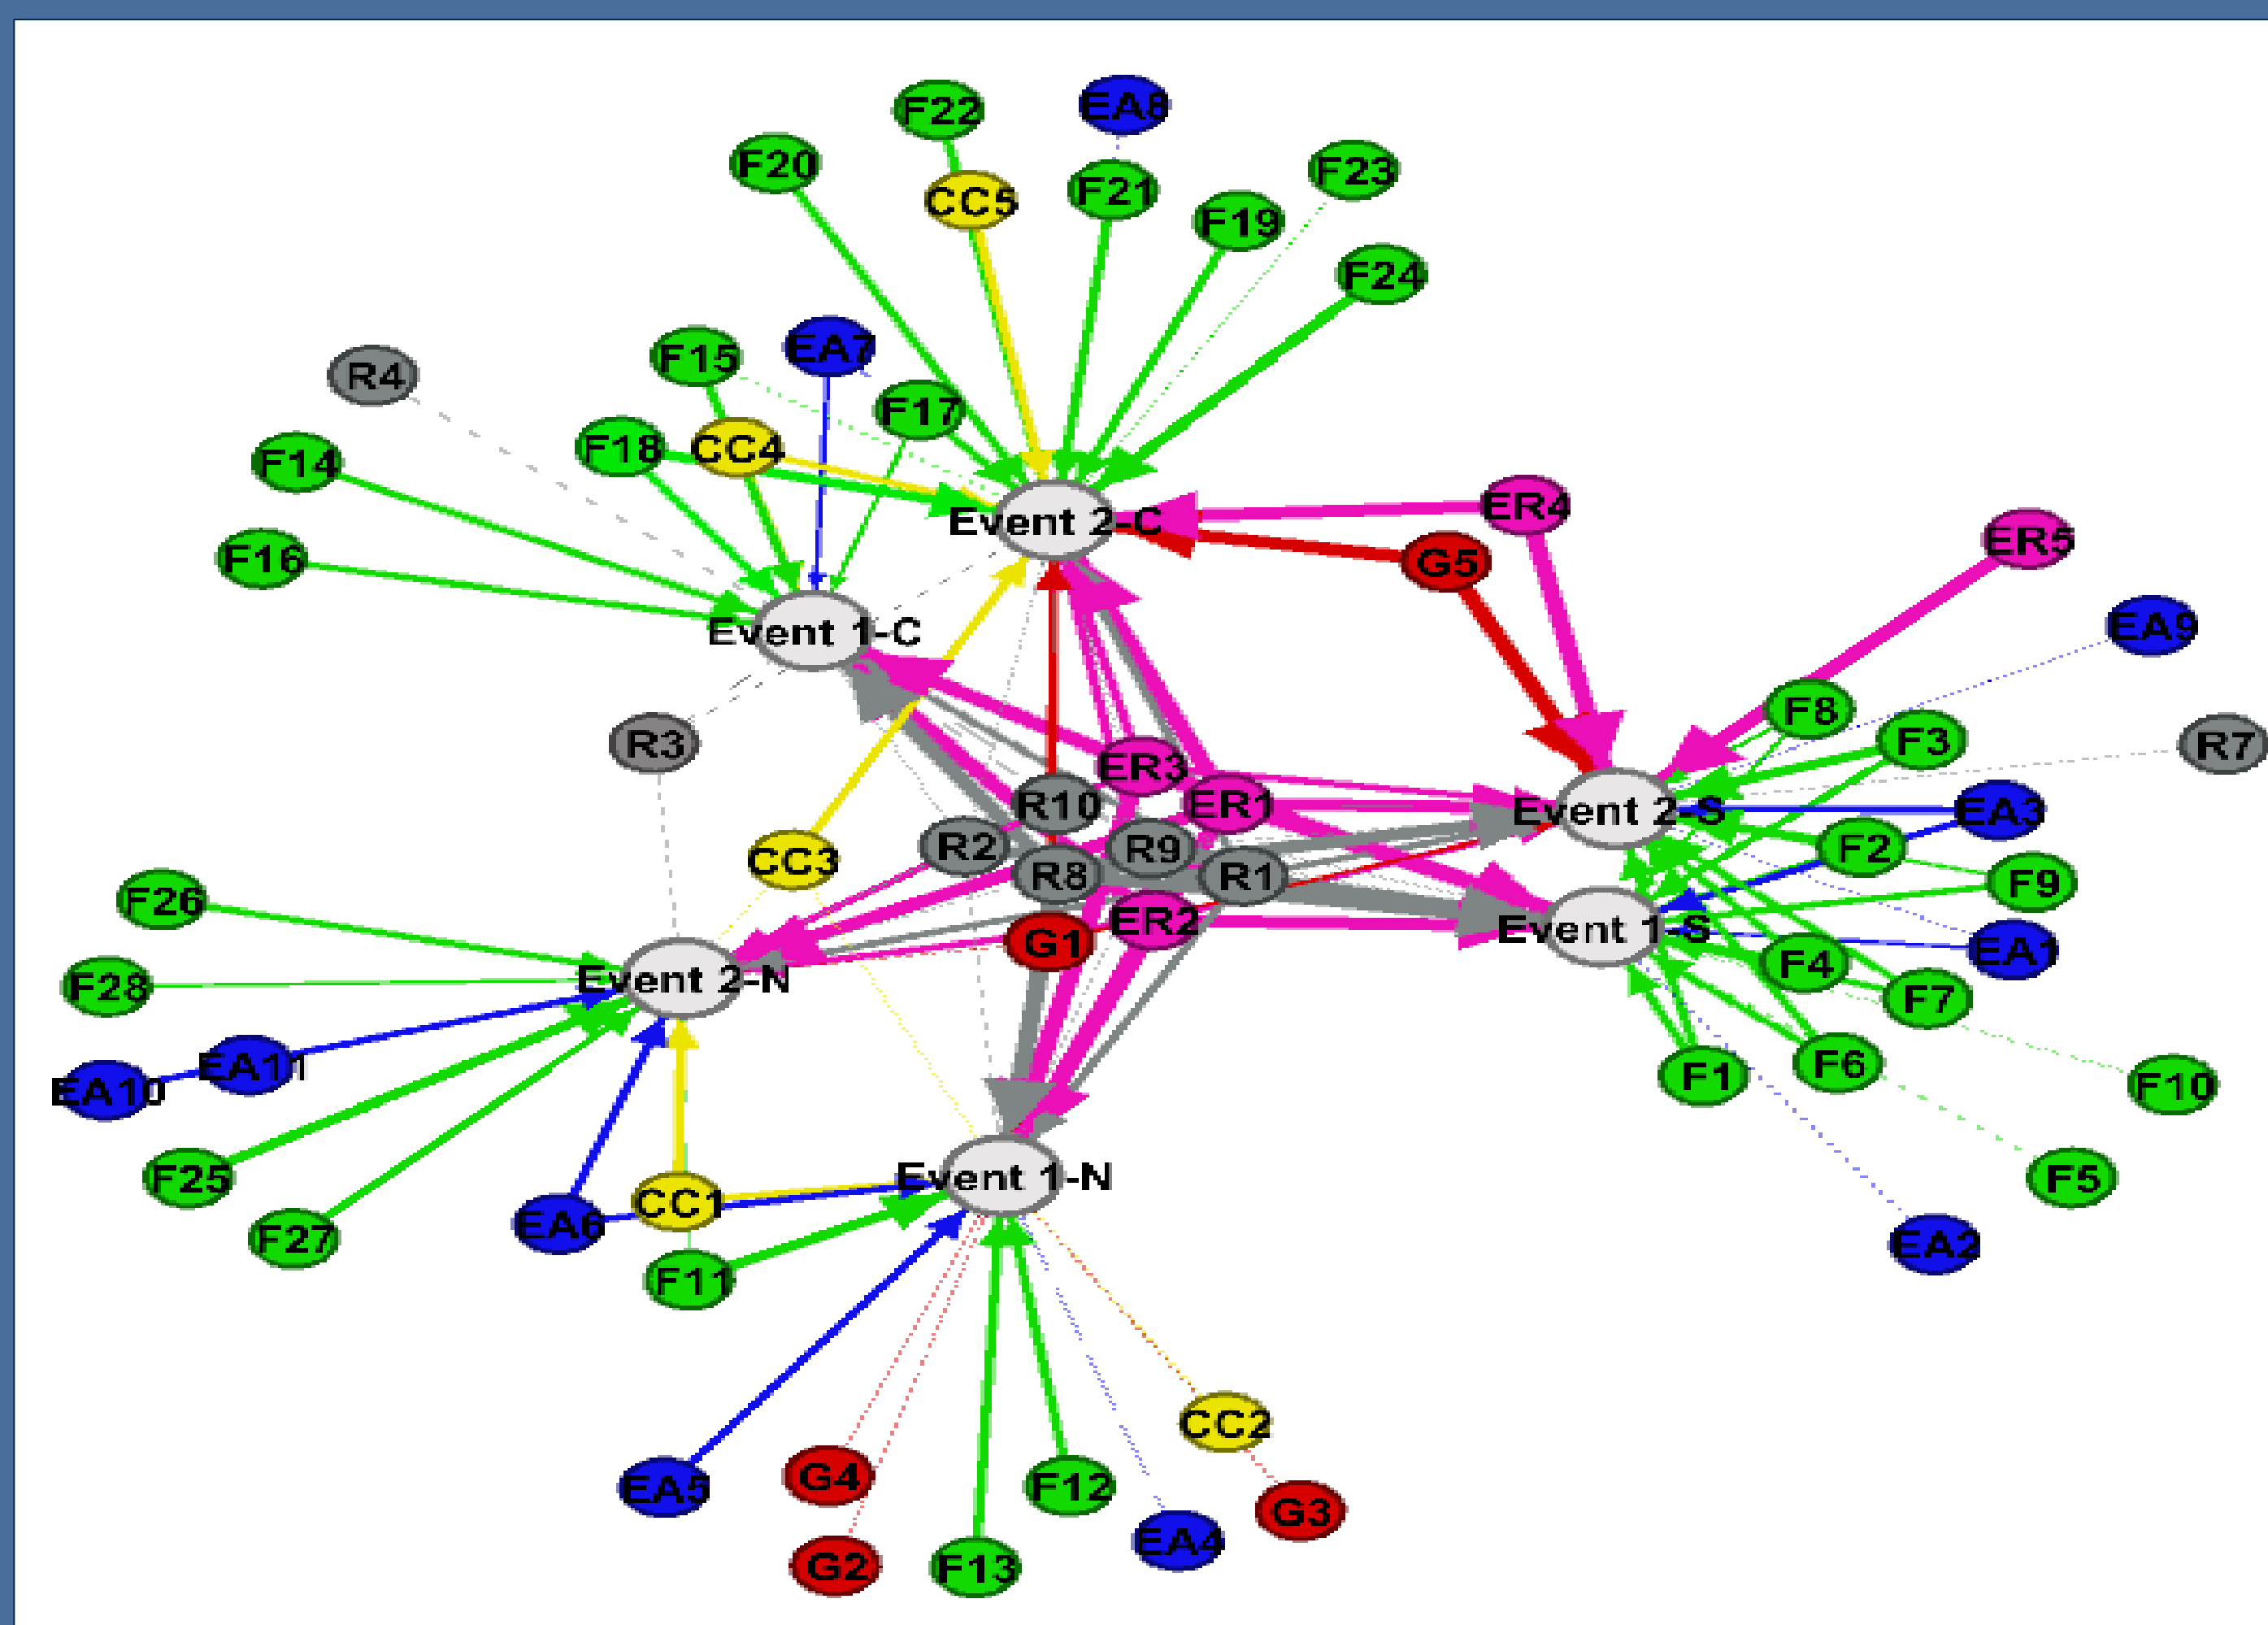 F22
EA8
F20
F21
F23
CC5
F19
F24
F15
EA7
R4
F17
F18
CC4
F14
F16
Event 2-C
ER4
ER5
G5
Event 1-C
EA9
F8
F3
R7
R3
ER3
R10
ER1
Event 2-S
EA3
R2
R9
F2
CC3
R8
R1
F9
F26
ER2
Event 1-S
G1
EA1
F4
Event 2-N
F28
F7
EA11
EA10
F1
F6
F10
F25
Event 1-N
F5
CC1
EA6
F27
EA2
F11
CC2
G4
EA5
F12
G3
EA4
G2
F13